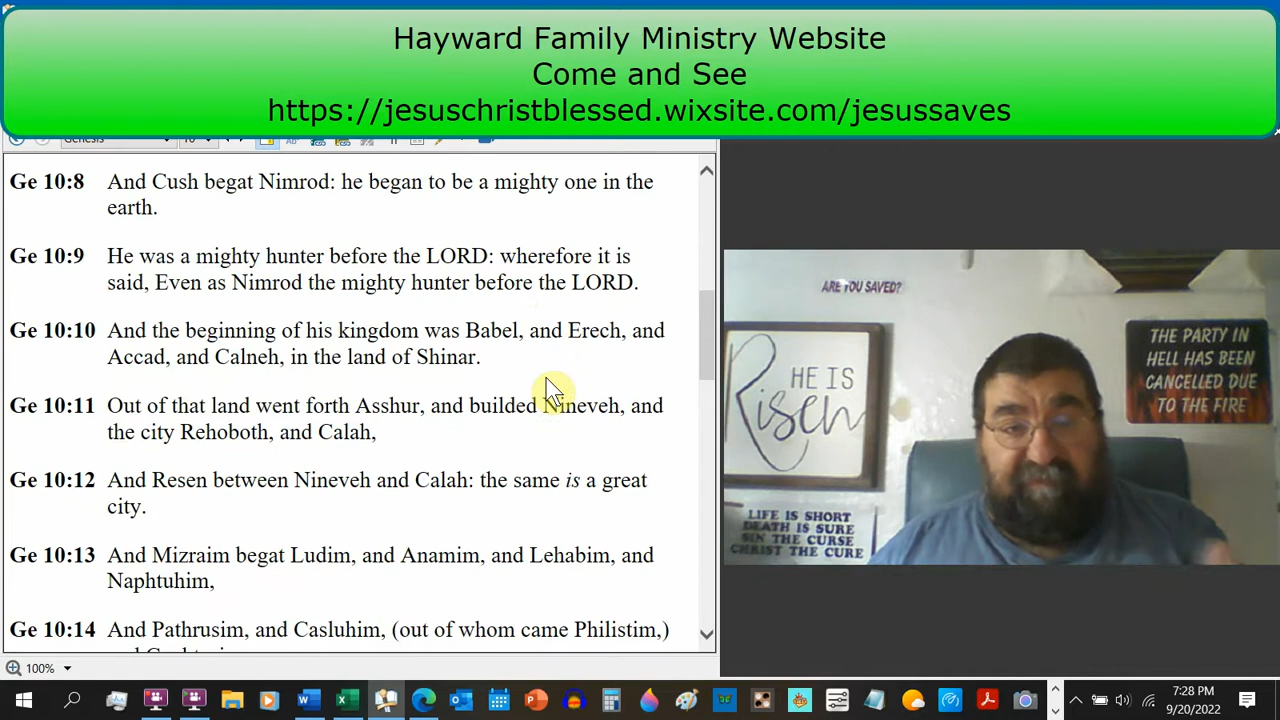 Hayward Family Ministry Website
Come and See
https://jesuschristblessed.wixsite.com/jesussaves
Genesis
Ge 10:8 And Cush begat Nimrod: he began to be a mighty one in the
earth.
Ge 10:9 He was a mighty hunter before the LORD: wherefore it is
said, Even as Nimrod the mighty hunter before the LORD.
Ge 10:10 And the beginning of his kingdom was Babel, and Erech, and
Accad, and Calneh, in the land of Shinar.
Ge 10:11 Out of that land went forth Asshur, and builded Nineveh, and
the city Rehoboth, and Calah,
Ge 10:12 And Resen between Nineveh and Calah: the same is a great
city.
Ge 10:13 And Mizraim begat Ludim, and Anamim, and Lehabim, and
Naphtuhim,
Ge 10:14 And Pathrusim, and Casluhim, (out of whom came Philistim,)
100%
ARE YOU SAVED?
HE IS
Risen
THE PARTY IN
HELL HAS BEEN
CANCELLED DUE
TO THE FIRE
LIFE IS SHORT
DEATH IS SURE
SIN THE CURSE
CHRIST THE CURE
7:28 PM
9/20/2022